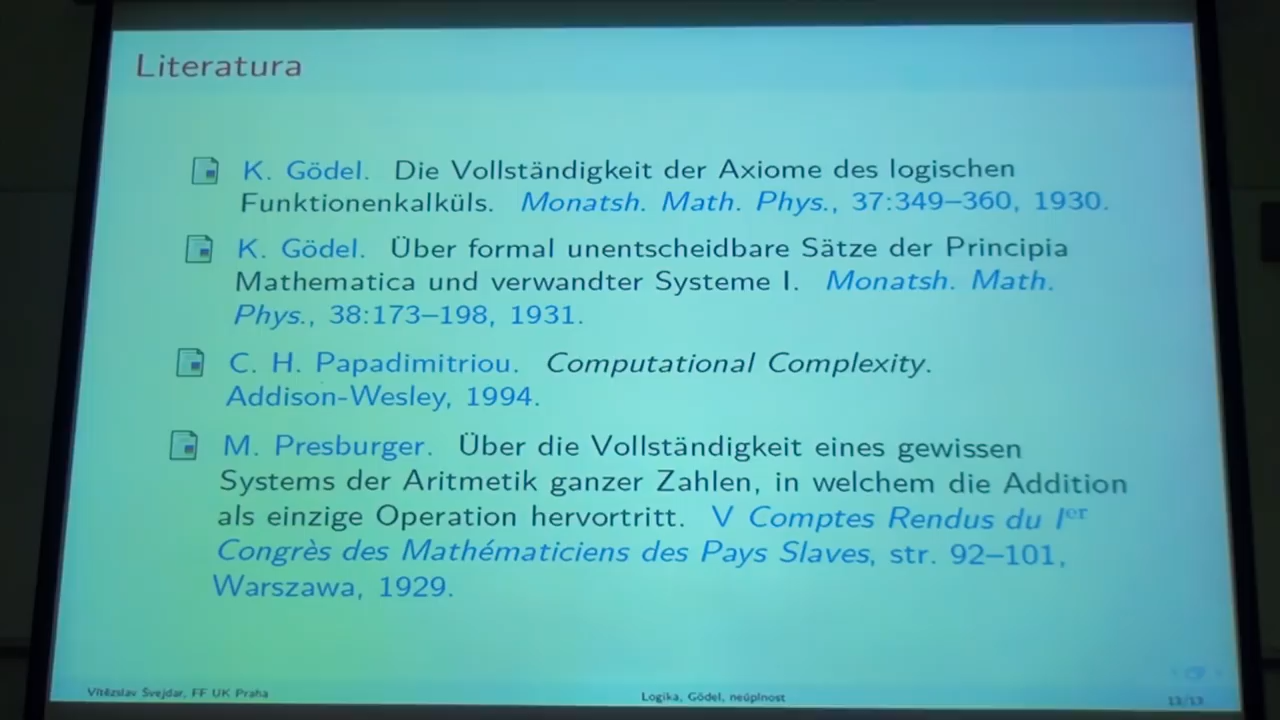 Literatura
K. Gödel. Die Vollständigkeit der Axiome des logischen
Funktionenkalküls. Monatsh. Math. Phys., 37:349–360, 1930.
K. Gödel. Über formal unentscheidbare Sätze der Principia
Mathematica und verwandter Systeme I. Monatsh. Math.
Phys., 38:173–198, 1931.
C. H. Papadimitriou. Computational Complexity.
Addison-Wesley, 1994.
M. Presburger. Über die Vollständigkeit eines gewissen
Systems der Aritmetik ganzer Zahlen, in welchem die Addition
als einzige Operation hervortritt. V Comptes Rendus du Ier
Congrès des Mathématiciens des Pays Slaves, str. 92–101,
Warszawa, 1929.
Vítězslav Švejdar, FF UK Praha
Logika, Gödel, neúplnost